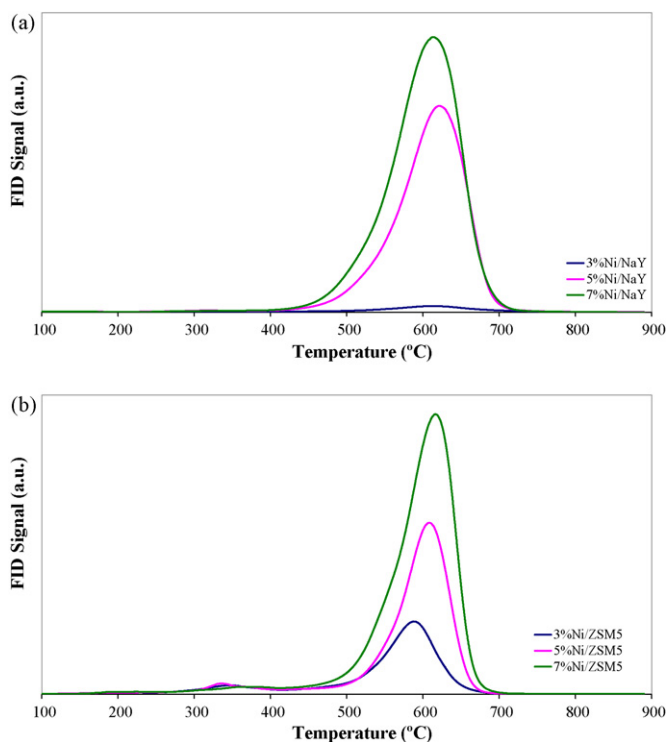 (a)
FID Signal (a.u.)
3%Ni/NaY
5%Ni/NaY
7%Ni/NaY
100 200 300 400 500 600 700 800 900
Temperature (ºC)
(b)
FID Signal (a.u.)
3%Ni/ZSM5
5%Ni/ZSM5
7%Ni/ZSM5
100 200 300 400 500 600 700 800 900
Temperature (ºC)